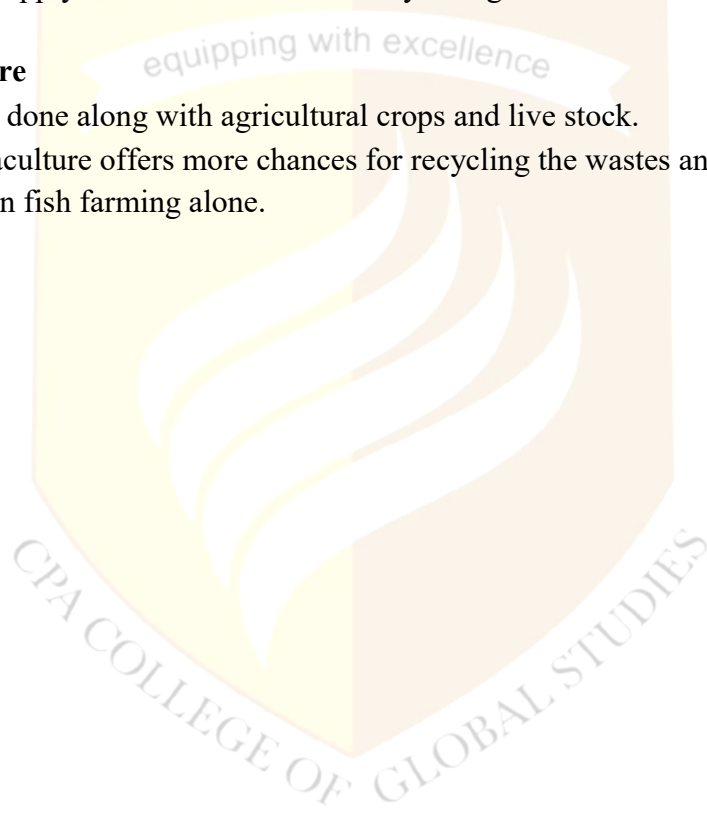 equipping with excellence
re
done along with agricultural crops and live stock.
culture offers more chances for recycling the wastes an
n fish farming alone.
CPA COLLEGE OF GLOBAL STUDIES